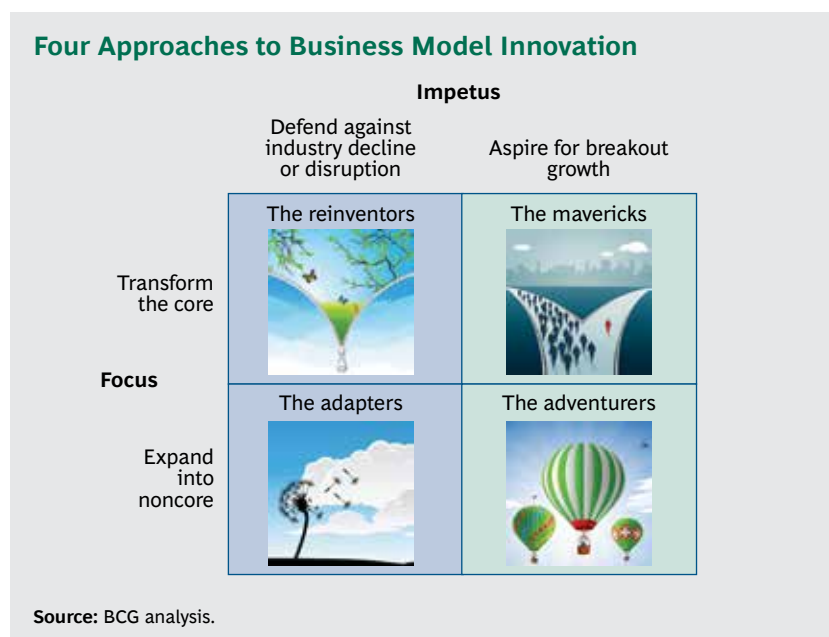 Four Approaches to Business Model Innovation
Impetus
Defend against
industry decline
or disruption
Aspire for breakout
growth
The reinventors
The mavericks
Transform
the core
Focus
The adapters
The adventurers
Expand
into
noncore
Source: BCG analysis.